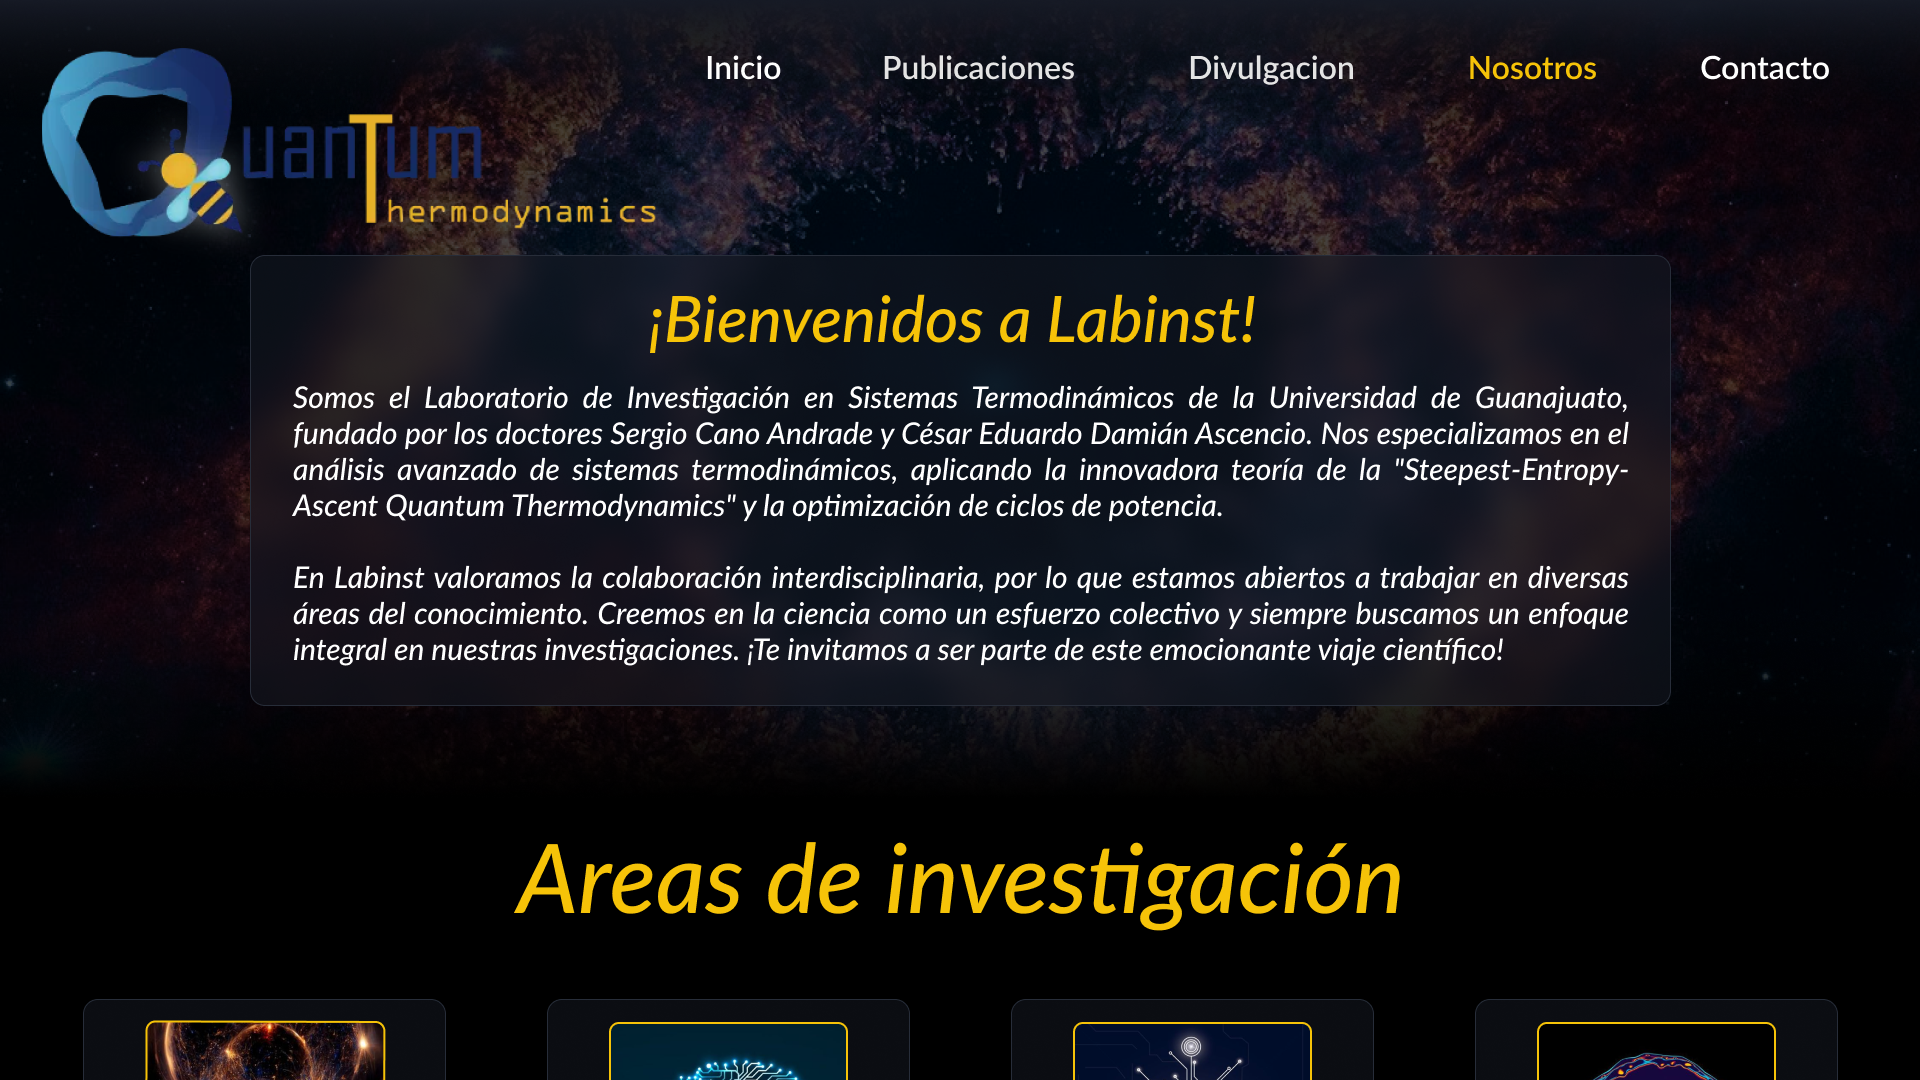 Inicio
Publicaciones
Divulgacion
Nosotros
Contacto
uanTum
Thermodynamics
¡Bienvenidos a Labinst!
Somos el Laboratorio de Investigación en Sistemas Termodinámicos de la Universidad de Guanajuato,
fundado por los doctores Sergio Cano Andrade y César Eduardo Damián Ascencio. Nos especializamos en el
análisis avanzado de sistemas termodinámicos, aplicando la innovadora teoría de la "Steepest-Entropy-
Ascent Quantum Thermodynamics" y la optimización de ciclos de potencia.
En Labinst valoramos la colaboración interdisciplinaria, por lo que estamos abiertos a trabajar en diversas
áreas del conocimiento. Creemos en la ciencia como un esfuerzo colectivo y siempre buscamos un enfoque
integral en nuestras investigaciones. ¡Te invitamos a ser parte de este emocionante viaje científico!
Areas de investigación